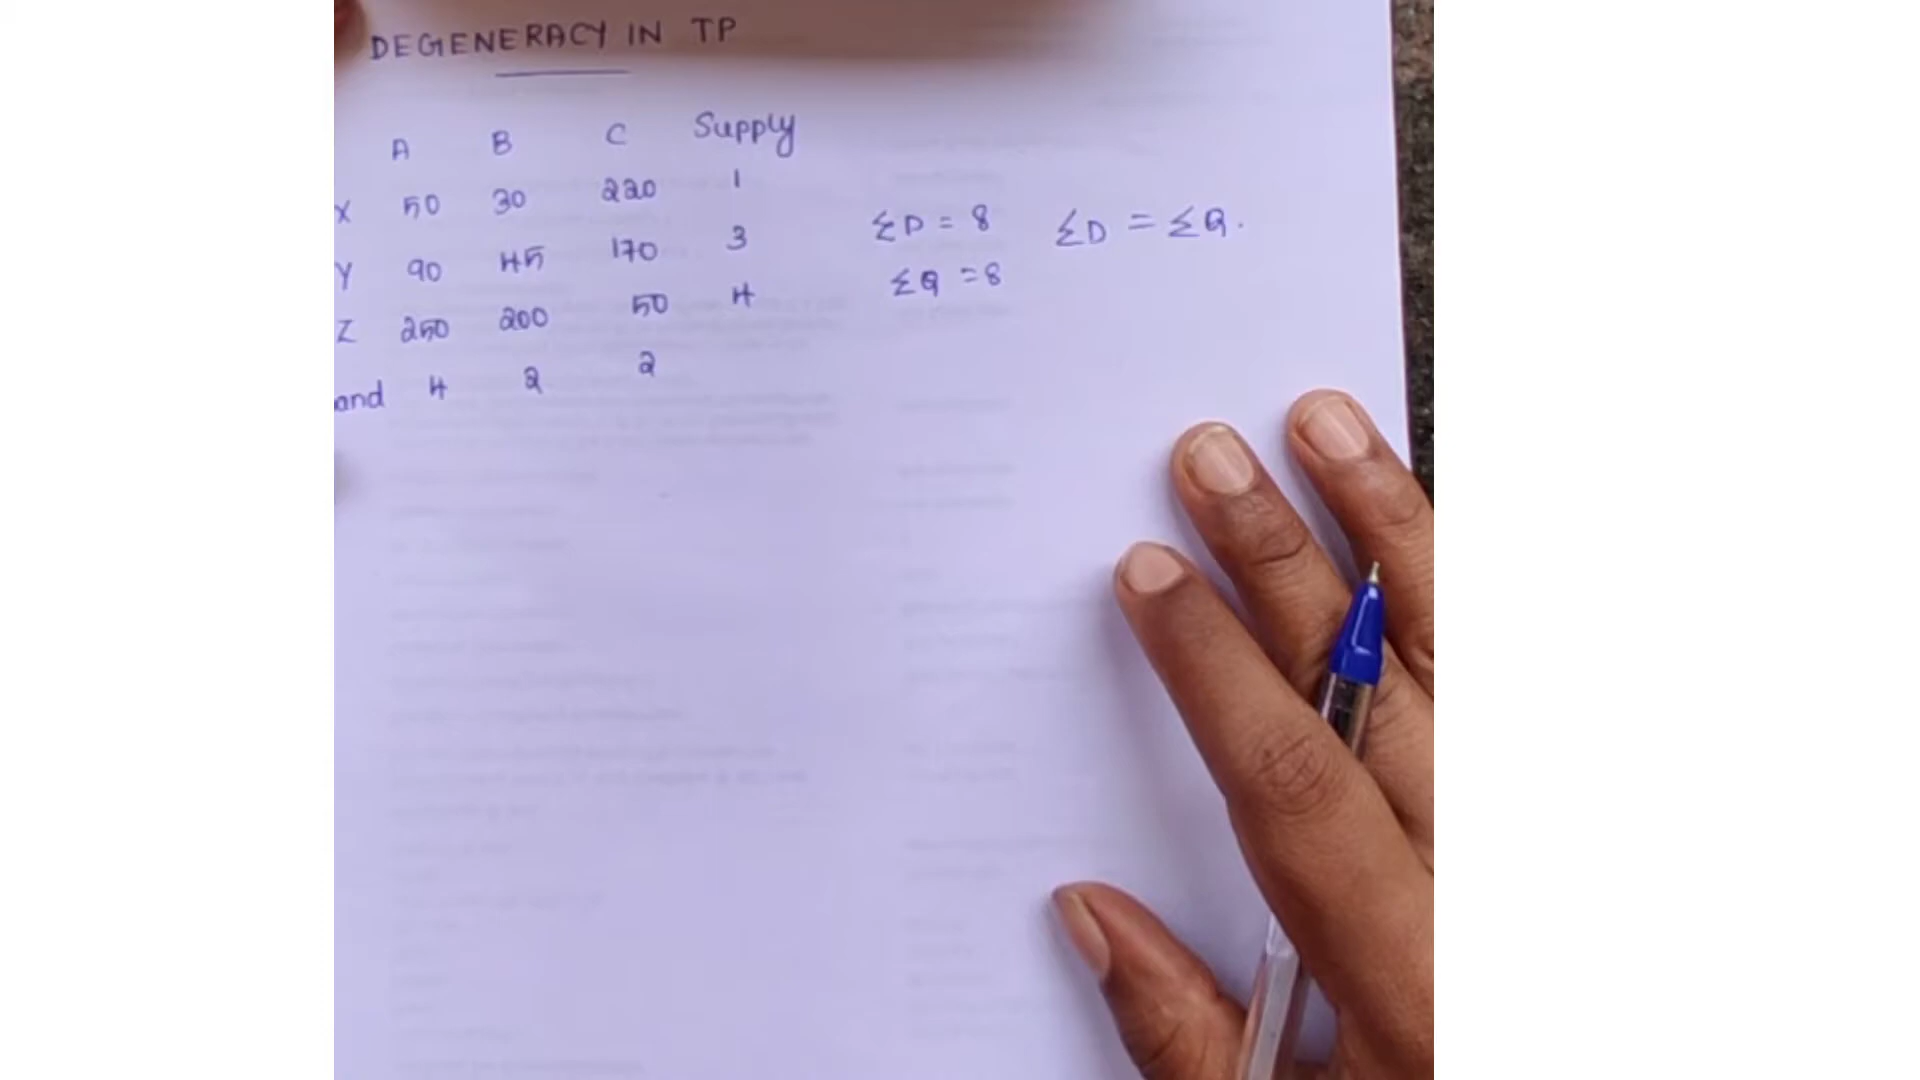 DEGENERACY IN TP
A B C Supply
X 50 30 220 1
Y 90 45 170 3
Z 250 200 50 4
and 4 2 2
ΣD = 8 ΣD = ΣQ.
ΣQ = 8